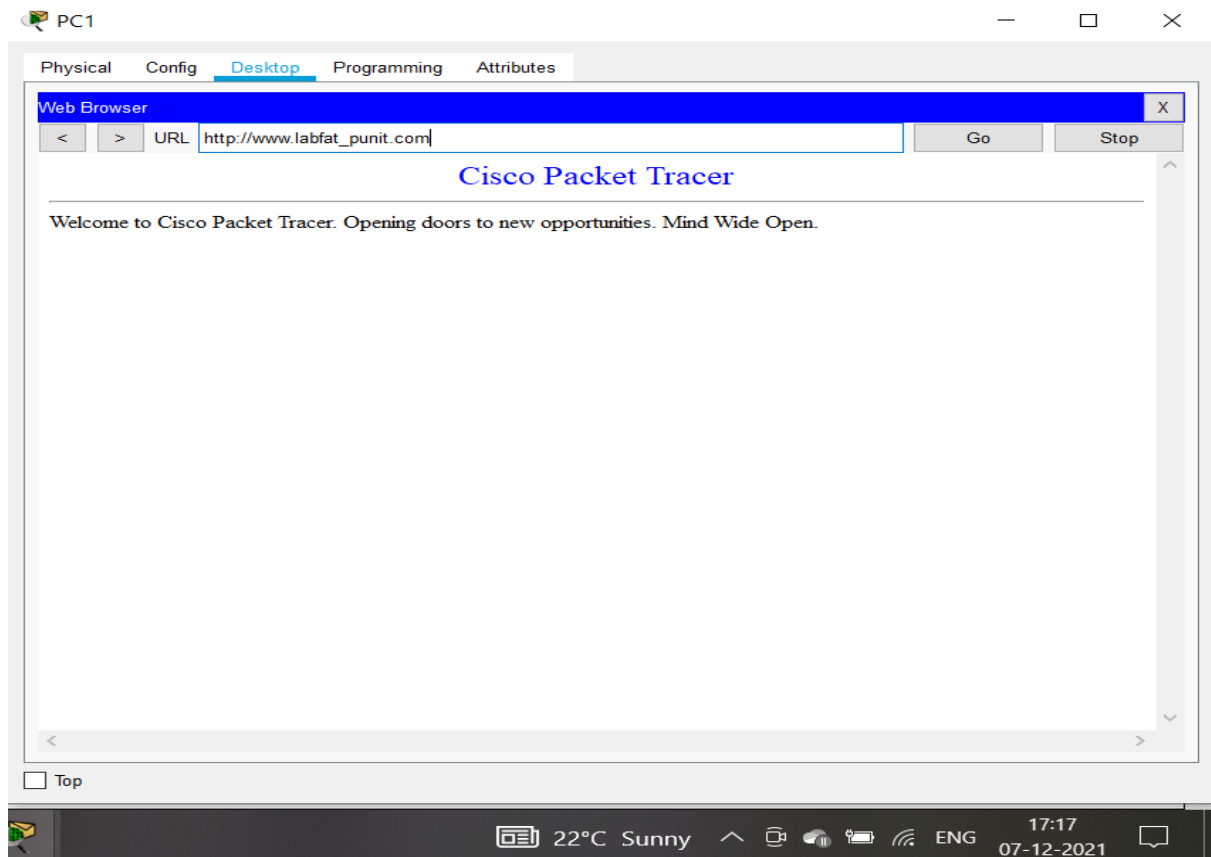 PC1
Physical Config Desktop Programming Attributes
Web Browser X
< > URL http://www.labfat_punit.com Go Stop
Cisco Packet Tracer
Welcome to Cisco Packet Tracer. Opening doors to new opportunities. Mind Wide Open.
Top
22°C Sunny ENG 17:17
07-12-2021